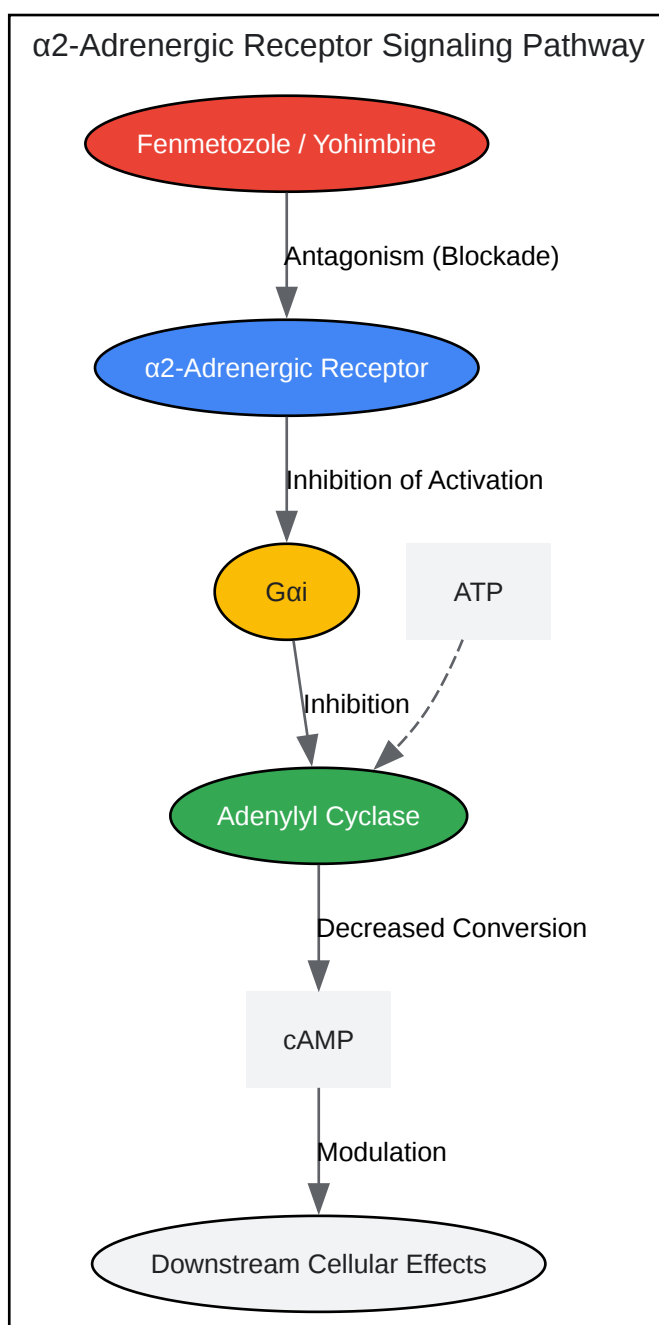 α2-Adrenergic Receptor Signaling Pathway
Fenmetozole / Yohimbine
Antagonism (Blockade)
α2-Adrenergic Receptor
Inhibition of Activation
Gαi
ATP
Inhibition
Adenylyl Cyclase
Decreased Conversion
cAMP
Modulation
Downstream Cellular Effects